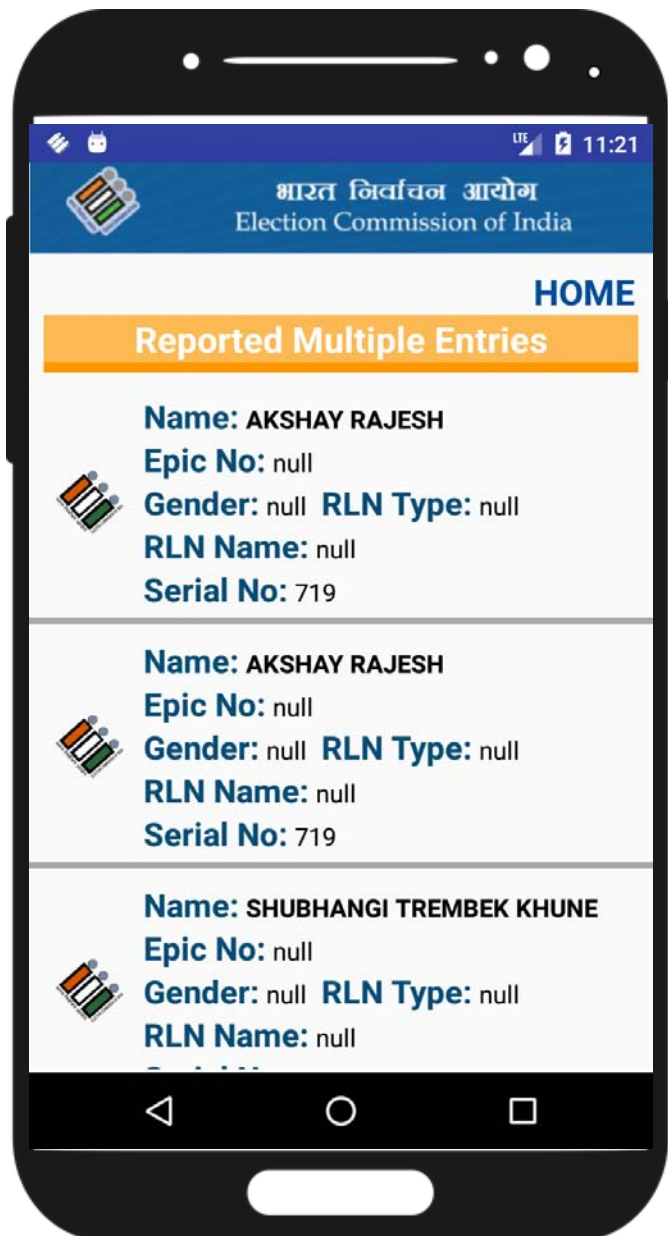 LTE 11:21
भारत निर्वाचन आयोग
Election Commission of India
HOME
Reported Multiple Entries
Name: AKSHAY RAJESH
Epic No: null
Gender: null RLN Type: null
RLN Name: null
Serial No: 719
Name: AKSHAY RAJESH
Epic No: null
Gender: null RLN Type: null
RLN Name: null
Serial No: 719
Name: SHUBHANGI TREMBEK KHUNE
Epic No: null
Gender: null RLN Type: null
RLN Name: null